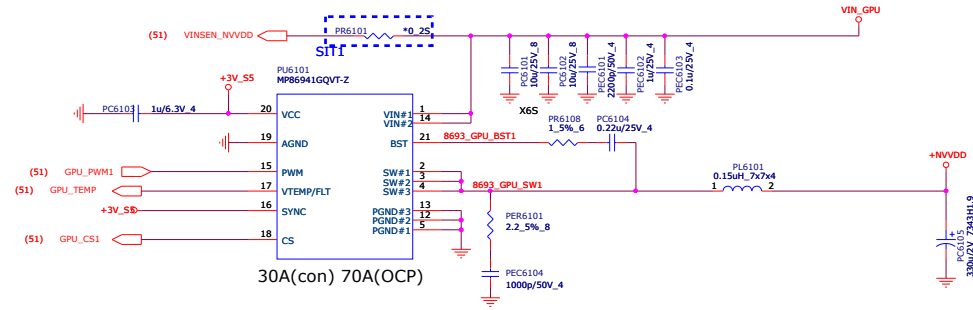 VIN_GPU
(51) VINSEN_NVVDD
PR6101 *0_2S
SIT1
PC6101
10u/25V_8
PC6102
10u/25V_8
PEC6101
2200p/50V_4
PEC6102
1u/25V_4
PEC6103
0.1u/25V_4
X6S
+3V_S5
PU6101
MP86941GQVT-Z
PC6103 1u/6.3V_4
20 VCC
19 AGND
15 PWM
17 VTEMP/FLT
16 SYNC
18 CS
VIN#1 1
VIN#2 14
BST 21
SW#1 2
SW#2 3
SW#3 4
PGND#3 13
PGND#2 12
PGND#1 5
(51) GPU_PWM1
(51) GPU_TEMP
+3V_S5
(51) GPU_CS1
8693_GPU_BST1
PR6108
1_5%_6
PC6104
0.22u/25V_4
8693_GPU_SW1
PL6101
0.15uH_7x7x4
1 2
+NVVDD
PER6101
2.2_5%_8
PEC6104
1000p/50V_4
+
PC6105
330u/2V_7343H1.9
30A(con) 70A(OCP)